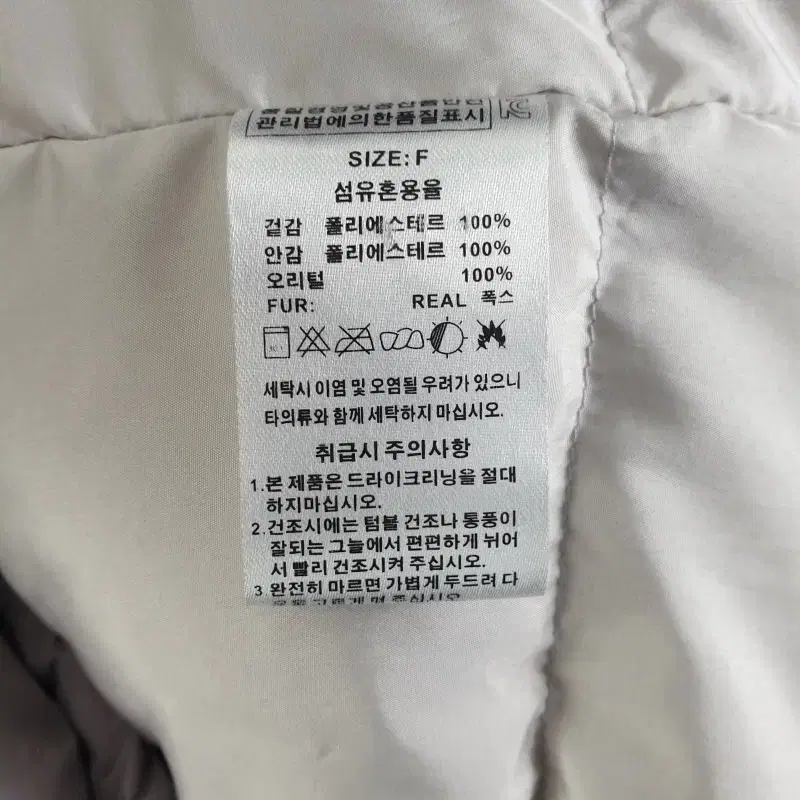 관리법에의한품질표시
SIZE: F
섬유혼용율
겉감 폴리에스테르 100%
안감 폴리에스테르 100%
오리털 100%
FUR: REAL 폭스
세탁시 이염 및 오염될 우려가 있으니
타의류와 함께 세탁하지 마십시오.
취급시 주의사항
1.본 제품은 드라이크리닝을 절대
하지마십시오.
2.건조시에는 텀블 건조나 통풍이
잘되는 그늘에서 편편하게 뉘어
서 빨리 건조시켜 주십시오.
3 완전히 마르면 가볍게 두드려 다